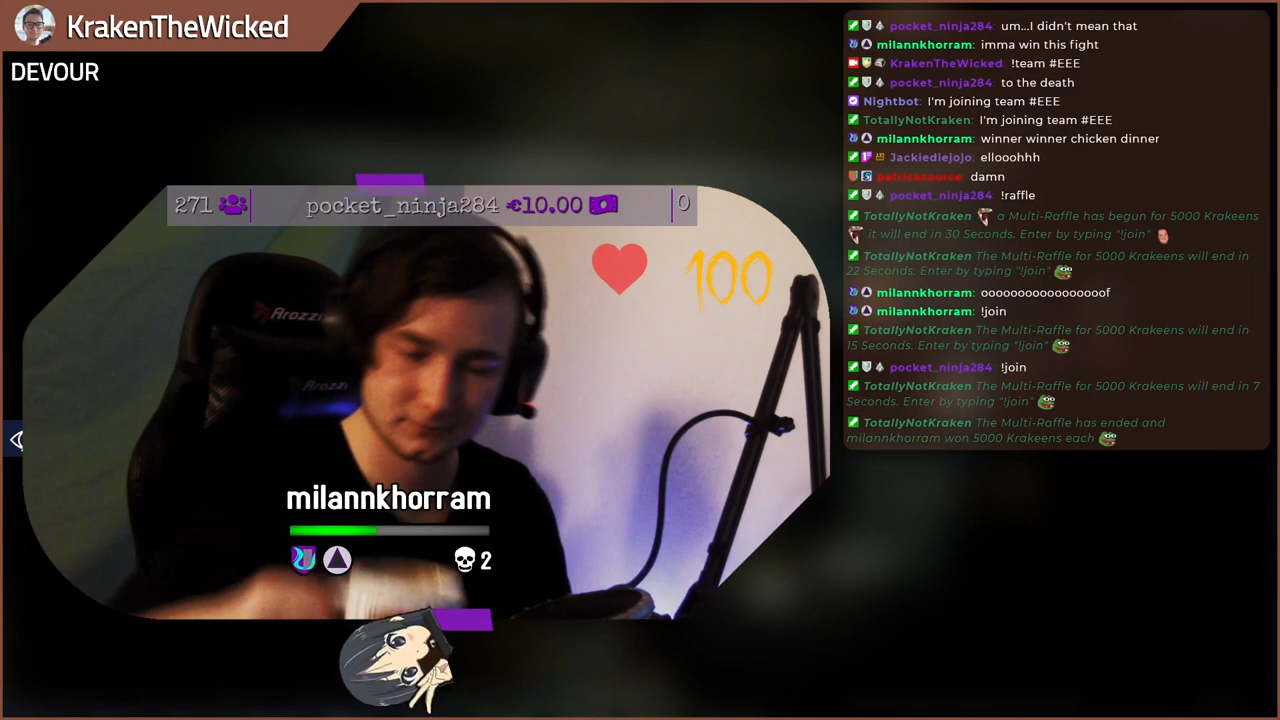 KrakenTheWicked
DEVOUR
271
pocket_ninja284 €10.00
0
100
Arozzi
Arozzi
milannkhorram
2
pocket_ninja284 um...I didn't mean that
milannkhorram: imma win this fight
KrakenTheWicked: !team #EEE
pocket_ninja284 to the death
Nightbot: I'm joining team #EEE
TotallyNotKraken: I'm joining team #EEE
milannkhorram: winner winner chicken dinner
Jackiediejojo: ellooohhh
patricksource: damn
pocket_ninja284 !raffle
TotallyNotKraken a Multi-Raffle has begun for 5000 Krakeens
it will end in 30 Seconds. Enter by typing "!join"
TotallyNotKraken The Multi-Raffle for 5000 Krakeens will end in
22 Seconds. Enter by typing "!join"
milannkhorram: ooooooooooooooooof
milannkhorram: !join
TotallyNotKraken The Multi-Raffle for 5000 Krakeens will end in
15 Seconds. Enter by typing "!join"
pocket_ninja284 !join
TotallyNotKraken The Multi-Raffle for 5000 Krakeens will end in 7
Seconds. Enter by typing "!join"
TotallyNotKraken The Multi-Raffle has ended and
milannkhorram won 5000 Krakeens each